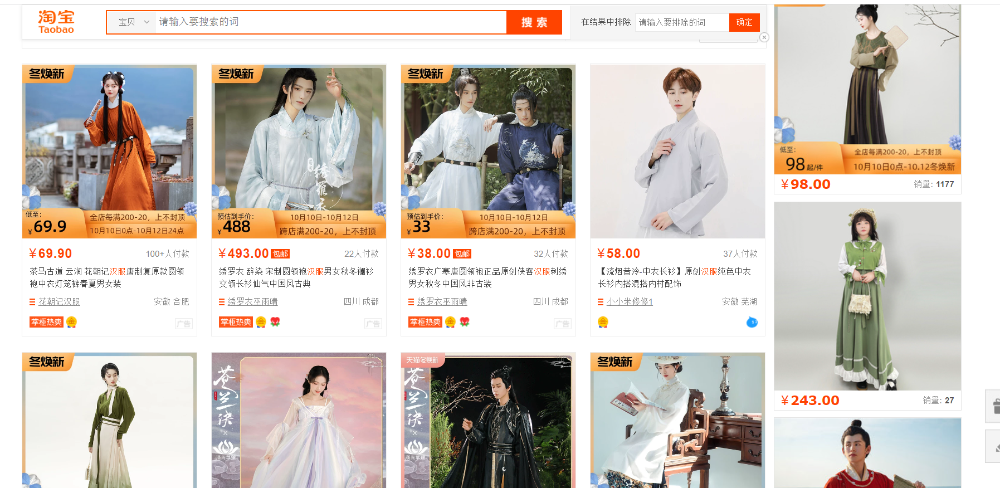 淘宝
Taobao
宝贝
请输入要搜索的词
搜 索
在结果中排除
请输入要排除的词
确定
冬焕新
低至:
¥69.9
全店每满200-20，上不封顶
10月10日0点-10月12日24点
¥69.90
100+人付款
茶马古道 云涧 花朝记汉服唐制复原款圆领
袍中衣灯笼裤春夏男女装
花朝记汉服
安徽 合肥
掌柜热卖
金
广告
冬焕新
绣罗衣
预估到手价:
¥488
10月10日-10月12日
跨店满200-20，上不封顶
¥493.00
包邮
22人付款
绣罗衣 辞染 宋制圆领袍汉服男女秋冬襕衫
交领长衫仙气中国风古典
绣罗衣巫雨晴
四川 成都
掌柜热卖
金
广告
冬焕新
预估到手价:
¥33
10月10日-10月12日
跨店满200-20，上不封顶
¥38.00
包邮
32人付款
绣罗衣广寒唐圆领袍正品原创侠客汉服刺绣
男女秋冬中国风非古装
绣罗衣巫雨晴
四川 成都
掌柜热卖
金
广告
¥58.00
37人付款
【流烟昔泠-中衣长衫】原创汉服纯色中衣
长衫内搭混搭内村配饰
小小米修修1
安徽 芜湖
金
低至:
98起/件
全店每满200-20，上不封顶
10月10日0点-10.12冬焕新
¥98.00
销量: 1177
¥243.00
销量: 27
冬焕新
苍兰诀
×
天猫冬焕新
苍兰诀
×
冬焕新